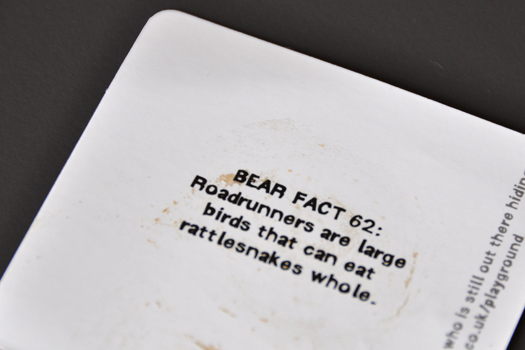 BEAR FACT 62:
Roadrunners are large
birds that can eat
rattlesnakes whole.
who is still out there hiding
co.uk/playground